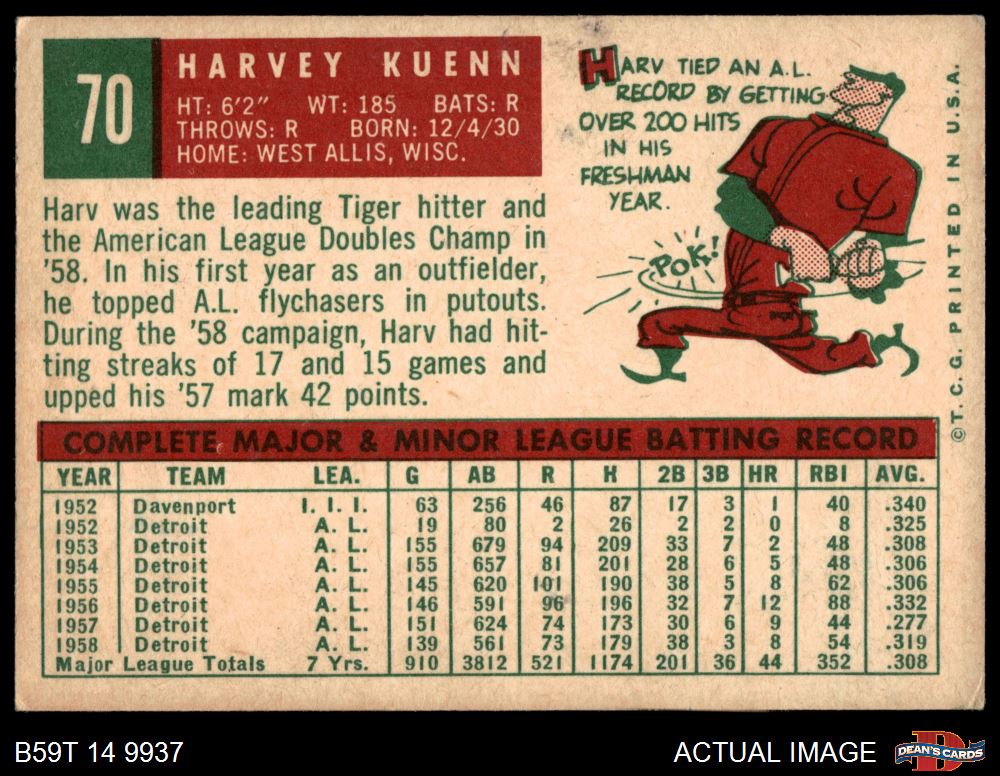 70
HARVEY KUENN
HT: 6'2" WT: 185 BATS: R
THROWS: R BORN: 12/4/30
HOME: WEST ALLIS, WISC.
HARV TIED AN A.L.
RECORD BY GETTING
OVER 200 HITS
IN HIS
FRESHMAN
YEAR.
POK!
Harv was the leading Tiger hitter and
the American League Doubles Champ in
'58. In his first year as an outfielder,
he topped A.L. flychasers in putouts.
During the '58 campaign, Harv had hit-
ting streaks of 17 and 15 games and
upped his '57 mark 42 points.
© T. C. G. PRINTED IN U.S.A.
COMPLETE MAJOR & MINOR LEAGUE BATTING RECORD
YEAR TEAM LEA. G AB R H 2B 3B HR RBI AVG.
1952 Davenport I. I. I. 63 256 46 87 17 3 1 40 .340
1952 Detroit A. L. 19 80 2 26 2 2 0 8 .325
1953 Detroit A. L. 155 679 94 209 33 7 2 48 .308
1954 Detroit A. L. 155 657 81 201 28 6 5 48 .306
1955 Detroit A. L. 145 620 101 190 38 5 8 62 .306
1956 Detroit A. L. 146 591 96 196 32 7 12 88 .332
1957 Detroit A. L. 151 624 74 173 30 6 9 44 .277
1958 Detroit A. L. 139 561 73 179 38 3 8 54 .319
Major League Totals 7 Yrs. 910 3812 521 1174 201 36 44 352 .308
B59T 14 9937
ACTUAL IMAGE
D
DEAN'S CARDS